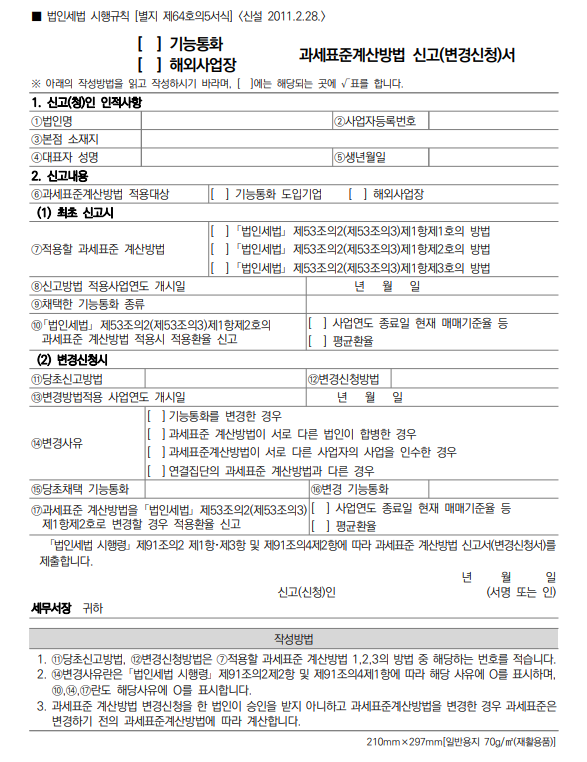 ■ 법인세법 시행규칙 [별지 제64호의5서식] <신설 2011.2.28.>
[ ] 기능통화
[ ] 해외사업장
과세표준계산방법 신고(변경신청)서
※ 아래의 작성방법을 읽고 작성하시기 바라며, [ ]에는 해당되는 곳에 √표를 합니다.
1. 신고(청)인 인적사항
①법인명 ②사업자등록번호
③본점 소재지
④대표자 성명 ⑤생년월일
2. 신고내용
⑥과세표준계산방법 적용대상 [ ] 기능통화 도입기업 [ ] 해외사업장
(1) 최초 신고시
⑦적용할 과세표준 계산방법
[ ] 「법인세법」 제53조의2(제53조의3)제1항제1호의 방법
[ ] 「법인세법」 제53조의2(제53조의3)제1항제2호의 방법
[ ] 「법인세법」 제53조의2(제53조의3)제1항제3호의 방법
⑧신고방법 적용사업연도 개시일 년 월 일
⑨채택한 기능통화 종류
⑩「법인세법」 제53조의2(제53조의3)제1항제2호의
과세표준 계산방법 적용시 적용환율 신고
[ ] 사업연도 종료일 현재 매매기준율 등
[ ] 평균환율
(2) 변경신청시
⑪당초신고방법 ⑫변경신청방법
⑬변경방법적용 사업연도 개시일 년 월 일
⑭변경사유
[ ] 기능통화를 변경한 경우
[ ] 과세표준 계산방법이 서로 다른 법인이 합병한 경우
[ ] 과세표준계산방법이 서로 다른 사업자의 사업을 인수한 경우
[ ] 연결집단의 과세표준 계산방법과 다른 경우
⑮당초채택 기능통화 ⑯변경 기능통화
⑰과세표준 계산방법을 「법인세법」 제53조의2(제53조의3)
제1항제2호로 변경할 경우 적용환율 신고
[ ] 사업연도 종료일 현재 매매기준율 등
[ ] 평균환율
「법인세법 시행령」 제91조의2 제1항·제3항 및 제91조의4제2항에 따라 과세표준 계산방법 신고서(변경신청서)를
제출합니다.
년 월 일
신고(신청)인 (서명 또는 인)
세무서장 귀하
작성방법
1. ⑪당초신고방법, ⑫변경신청방법은 ⑦적용할 과세표준 계산방법 1,2,3의 방법 중 해당하는 번호를 적습니다.
2. ⑭변경사유란은 「법인세법 시행령」 제91조의2제2항 및 제91조의4제1항에 따라 해당 사유에 O를 표시하며,
⑩,⑭,⑰란도 해당사유에 O를 표시합니다.
3. 과세표준 계산방법 변경신청을 한 법인이 승인을 받지 아니하고 과세표준계산방법을 변경한 경우 과세표준은
변경하기 전의 과세표준계산방법에 따라 계산합니다.
210mm×297mm[일반용지 70g/㎡(재활용품)]